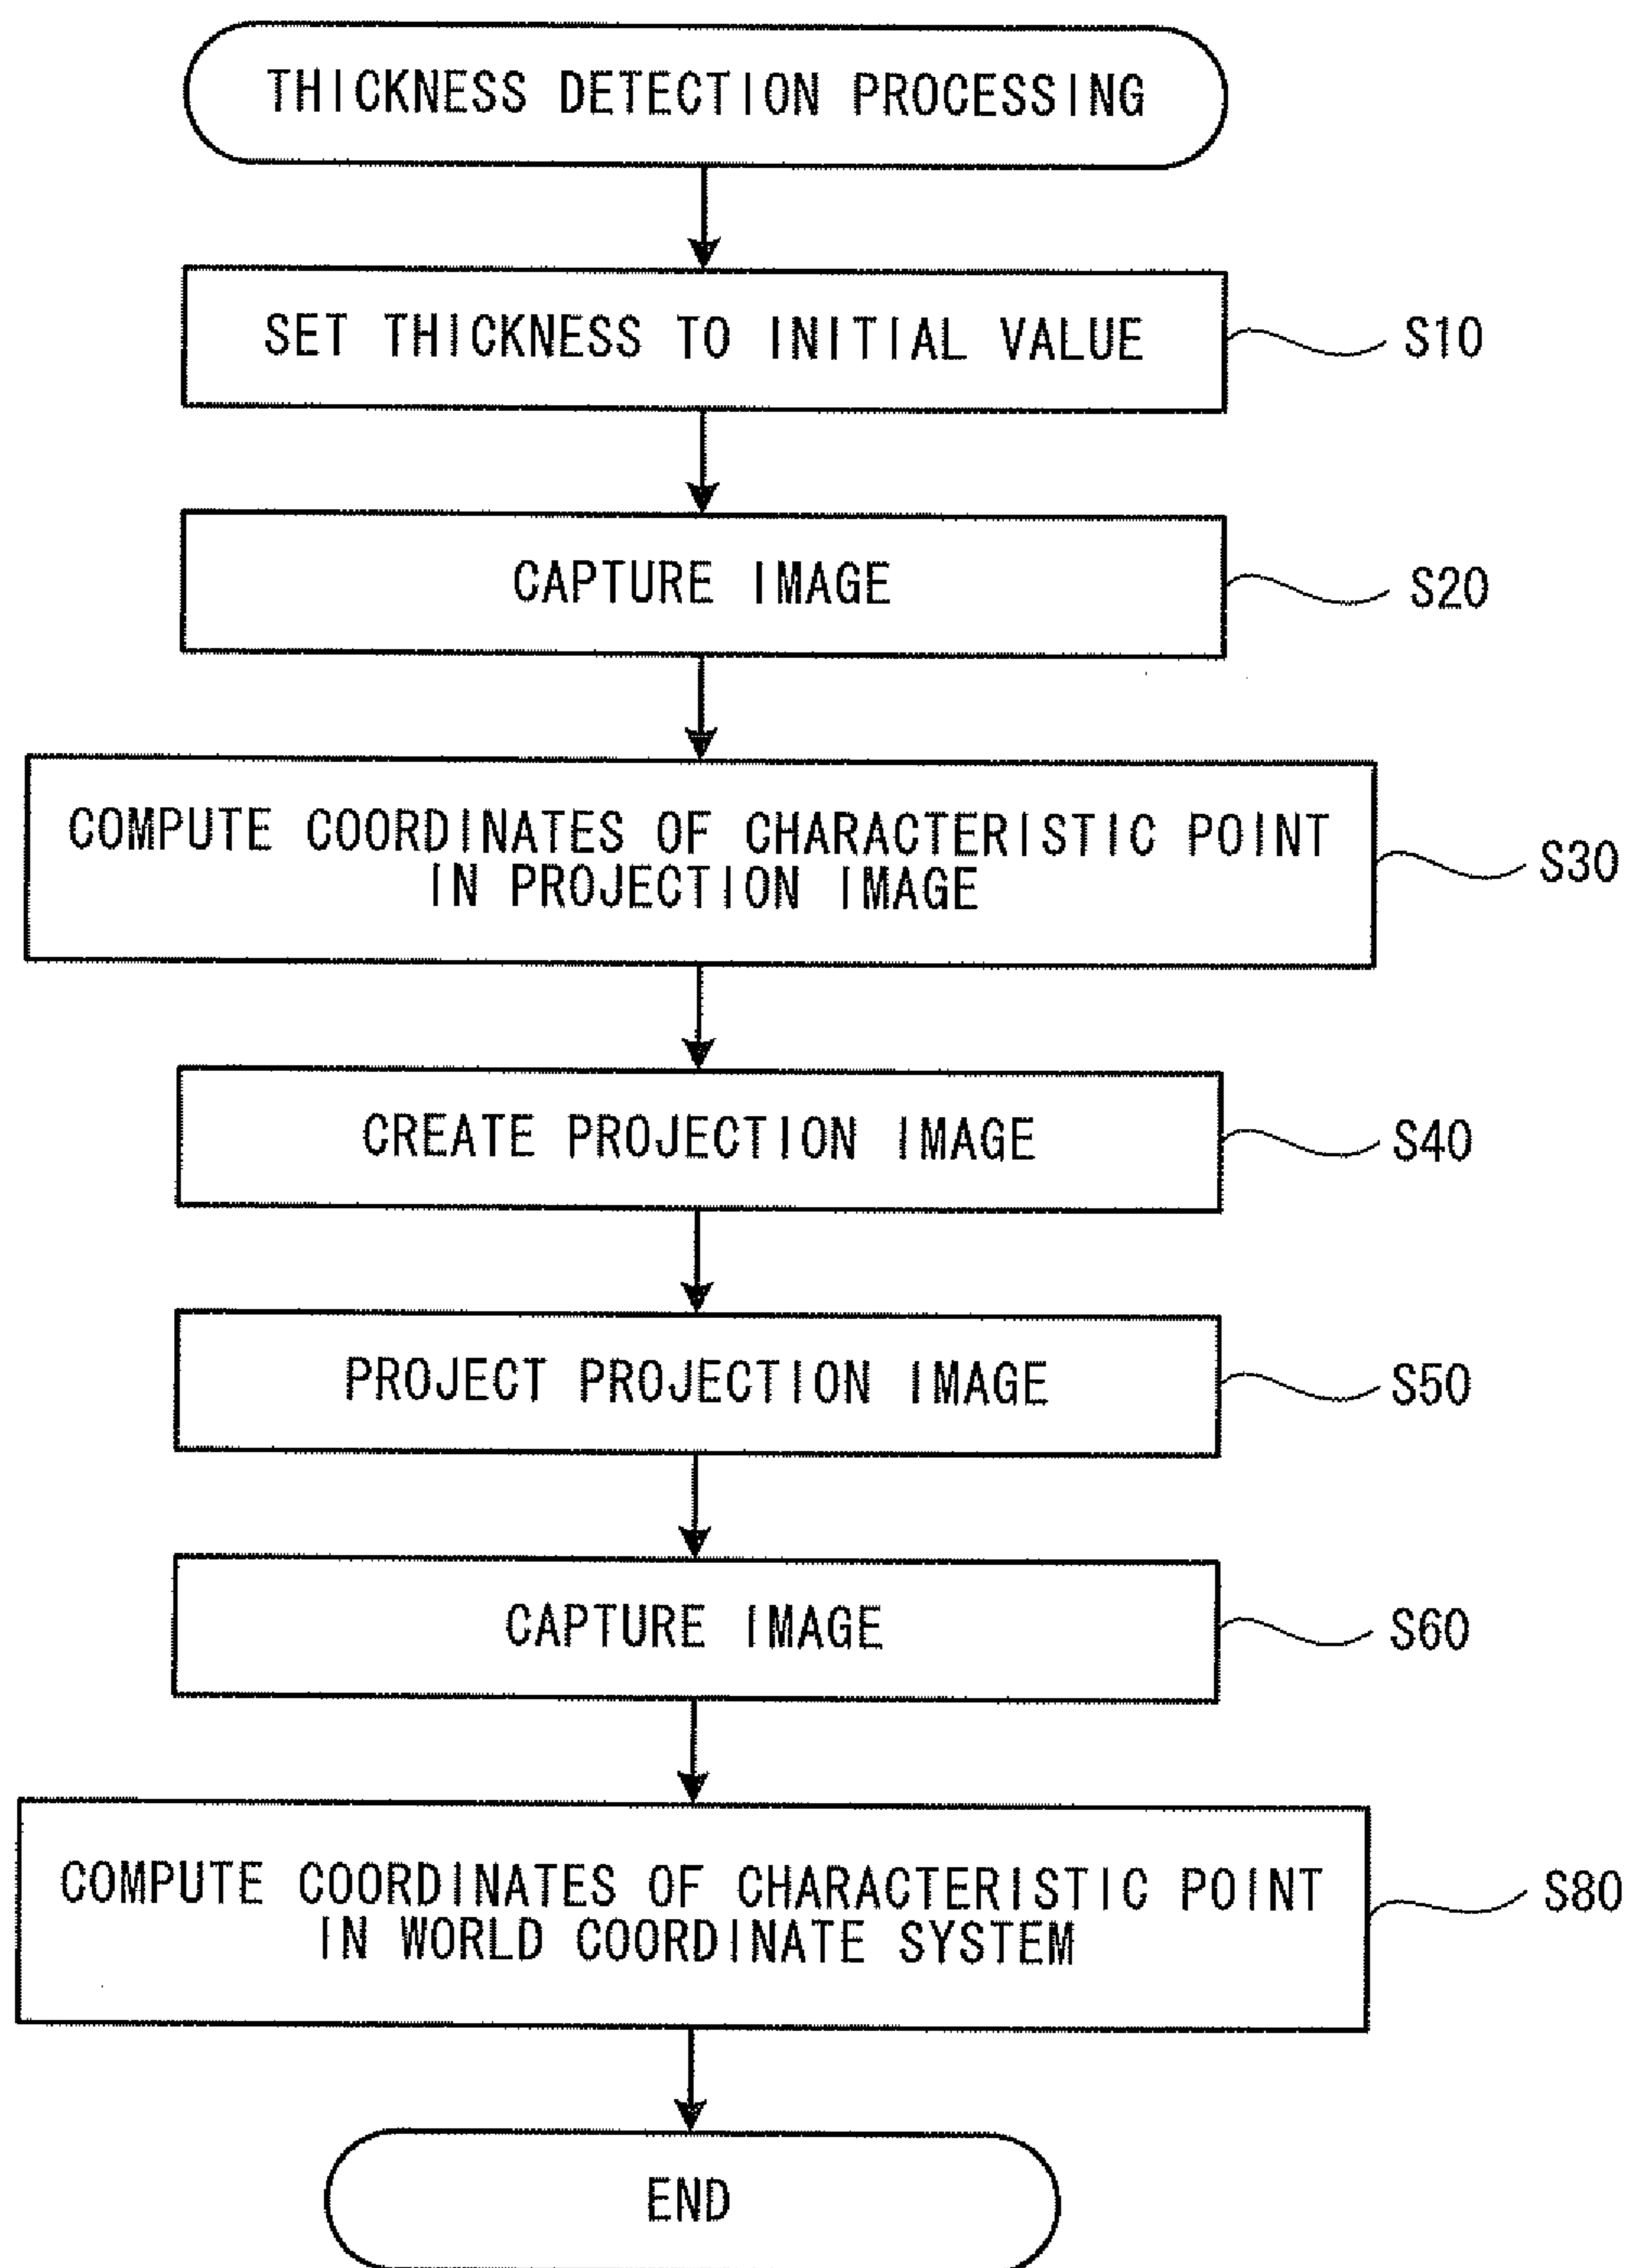 THICKNESS DETECTION PROCESSING
SET THICKNESS TO INITIAL VALUE
S10
CAPTURE IMAGE
S20
COMPUTE COORDINATES OF CHARACTERISTIC POINT
IN PROJECTION IMAGE
S30
CREATE PROJECTION IMAGE
S40
PROJECT PROJECTION IMAGE
S50
CAPTURE IMAGE
S60
COMPUTE COORDINATES OF CHARACTERISTIC POINT
IN WORLD COORDINATE SYSTEM
S80
END